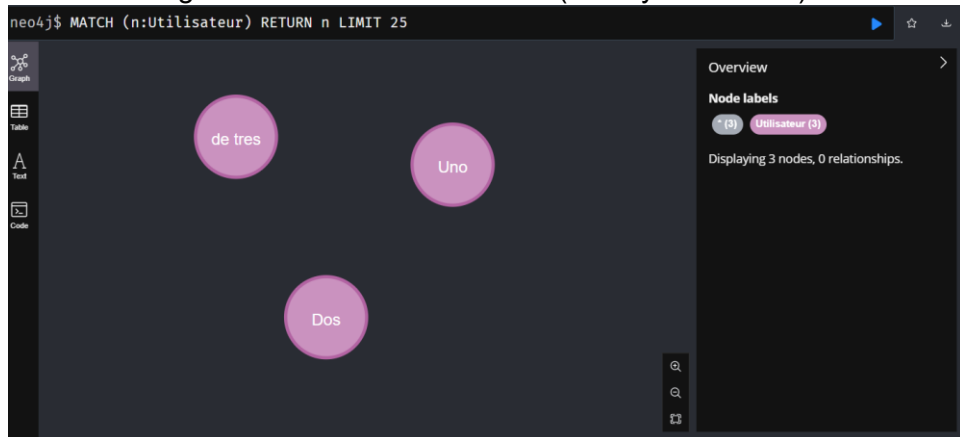 neo4j$ MATCH (n:Utilisateur) RETURN n LIMIT 25
Graph
Table
Text
Code
de tres
Uno
Dos
Overview
Node labels
* (3) Utilisateur (3)
Displaying 3 nodes, 0 relationships.